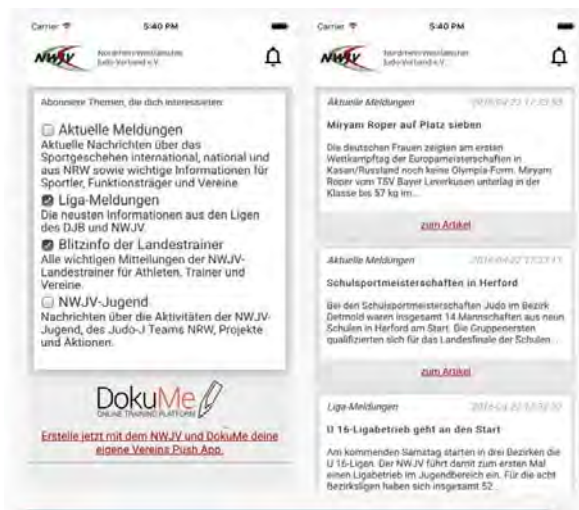 Carrier 5:40 PM
NWJV Nordrhein-Westfälischer
Judo-Verband e.V.
Abonniere Themen, die dich interessieren:
Aktuelle Meldungen
Aktuelle Nachrichten über das
Sportgeschehen international, national und
aus NRW sowie wichtige Informationen für
Sportler, Funktionsträger und Vereine
Liga-Meldungen
Die neusten Informationen aus den Ligen
des DJB und NWJV.
Blitzinfo der Landestrainer
Alle wichtigen Mitteilungen der NWJV-
Landestrainer für Athleten, Trainer und
Vereine.
NWJV-Jugend
Nachrichten über die Aktivitäten der NWJV-
Jugend, des Judo-J Teams NRW, Projekte
und Aktionen.
DokuMe
ONLINE TRAINING PLATFORM
Erstelle jetzt mit dem NWJV und DokuMe deine
eigene Vereins Push App.
Carrier 5:40 PM
NWJV Nordrhein-Westfälischer
Judo-Verband e.V.
Aktuelle Meldungen
Miryam Roper auf Platz sieben
Die deutschen Frauen zeigten am ersten
Wettkampftag der Europameisterschaften in
Kasan/Russland noch keine Olympia-Form. Miryam
Roper vom TSV Bayer Leverkusen unterlag in der
Klasse bis 57 kg im...
zum Artikel
Aktuelle Meldungen
Schulsportmeisterschaften in Herford
Bei den Schulsportmeisterschaften Judo im Bezirk
Detmold waren insgesamt 14 Mannschaften aus neun
Schulen in Herford am Start. Die Gruppenersten
qualifizierten sich für das Landesfinale der Schulen...
zum Artikel
Liga-Meldungen
U 16-Ligabetrieb geht an den Start
Am kommenden Samstag starten in drei Bezirken die
U 16-Ligen. Der NWJV führt damit zum ersten Mal
einen Ligabetrieb im Jugendbereich ein. Für die acht
Bezirksligen haben sich insgesamt 52...